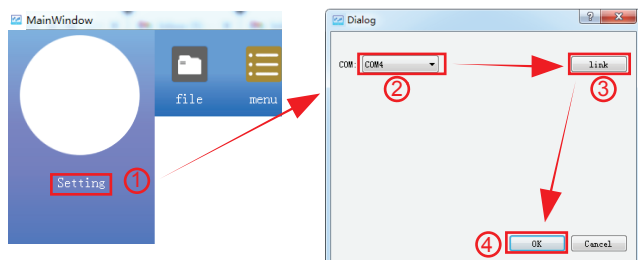 MainWindow
file
menu
Setting
①
Dialog
?
COM:
COM4
link
②
③
④
OK
Cancel